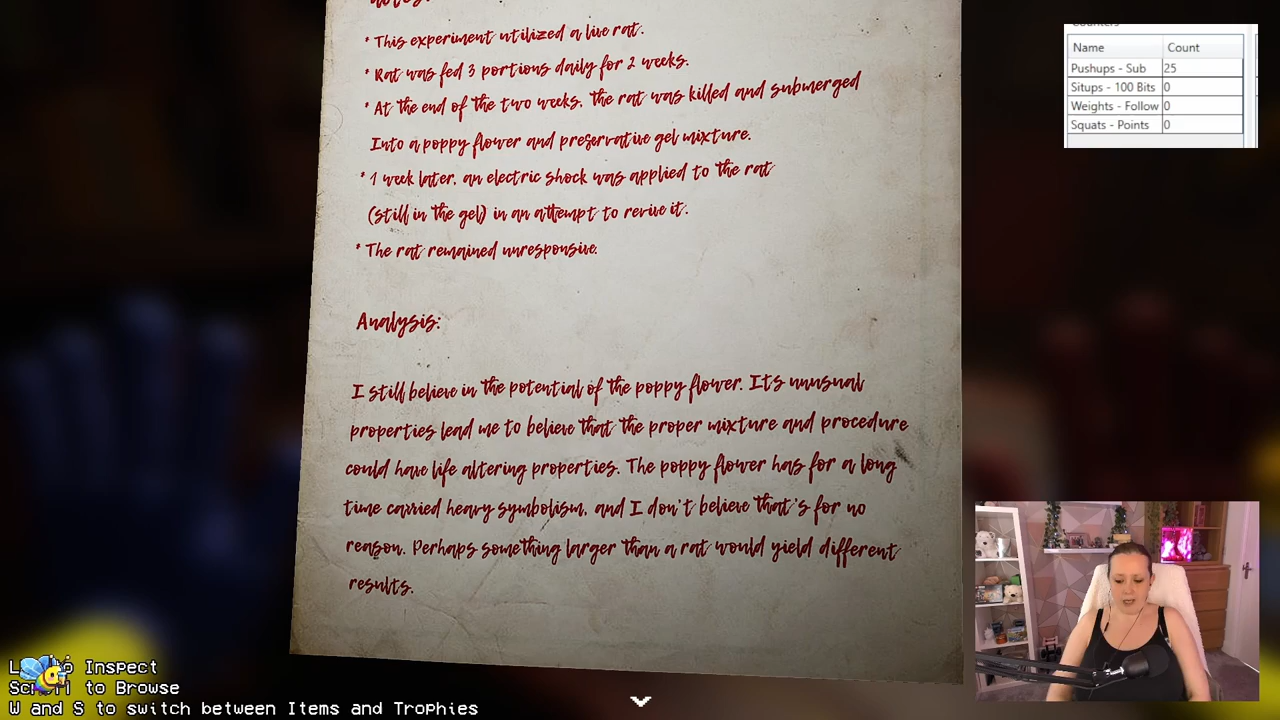 * This experiment utilized a live rat.
* Rat was fed 3 portions daily for 2 weeks.
* At the end of the two weeks, the rat was killed and submerged
Into a poppy flower and preservative gel mixture.
* 1 week later, an electric shock was applied to the rat
(still in the gel) in an attempt to revive it.
* The rat remained unresponsive.
Analysis:
I still believe in the potential of the poppy flower. Its unusual
properties lead me to believe that the proper mixture and procedure
could have life altering properties. The poppy flower has for a long
time carried heavy symbolism, and I don't believe that's for no
reason. Perhaps something larger than a rat would yield different
results.
Name Count
Pushups - Sub 25
Situps - 100 Bits 0
Weights - Follow 0
Squats - Points 0
to Inspect
to Browse
W and S to switch between Items and Trophies